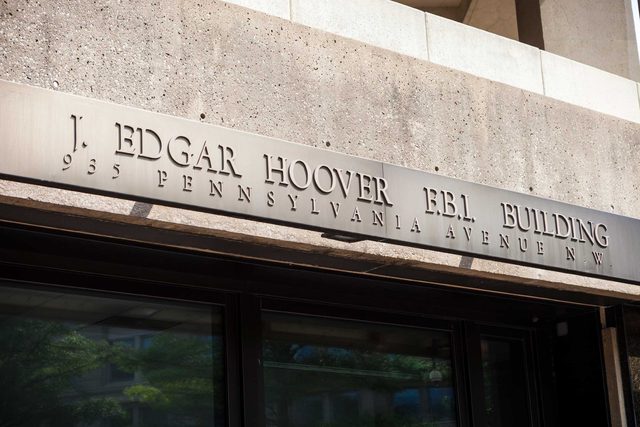 J. EDGAR HOOVER F.B.I. BUILDING
935 PENNSYLVANIA AVENUE N.W.